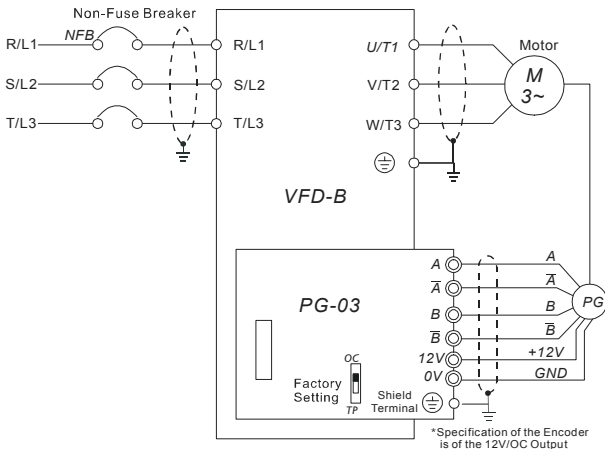 Non-Fuse Breaker
R/L1 NFB R/L1 U/T1 Motor
S/L2 S/L2 V/T2 M
3~
T/L3 T/L3 W/T3
VFD-B
PG-03
A A
A̅ A̅
B B PG
B̅ B̅
12V +12V
0V GND
OC
Factory
Setting
TP
Shield
Terminal
*Specification of the Encoder
is of the 12V/OC Output